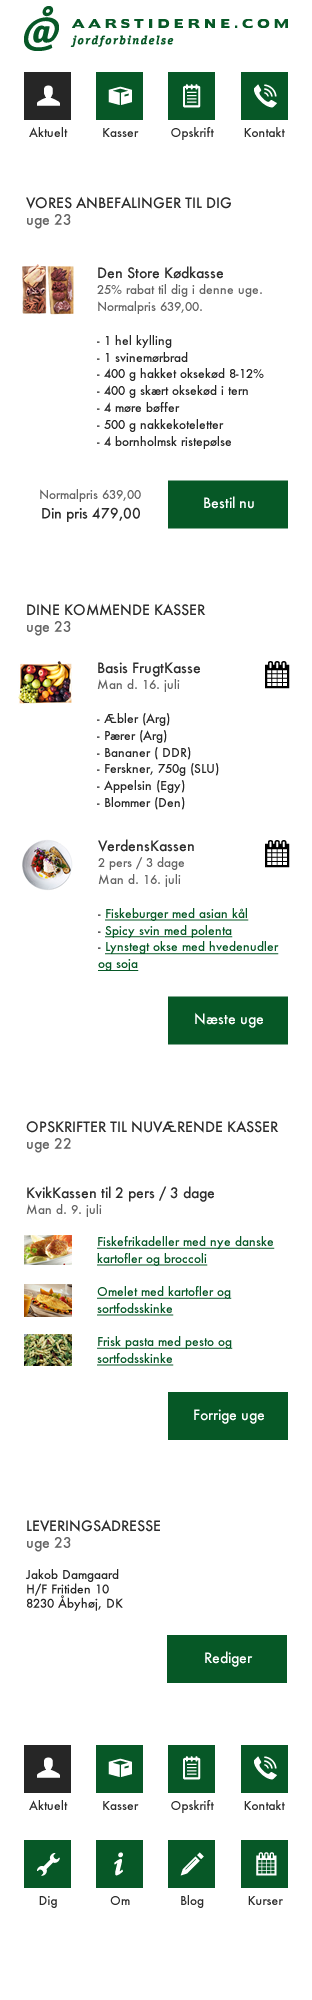 AARSTIDERNE.COM
jordforbindelse
Aktuelt Kasser Opskrift Kontakt
VORES ANBEFALINGER TIL DIG
uge 23
Den Store Kødkasse
25% rabat til dig i denne uge.
Normalpris 639,00.
- 1 hel kylling
- 1 svinemørbrad
- 400 g hakket oksekød 8-12%
- 400 g skært oksekød i tern
- 4 møre bøffer
- 500 g nakkekoteletter
- 4 bornholmsk ristepølse
Normalpris 639,00
Din pris 479,00
Bestil nu
DINE KOMMENDE KASSER
uge 23
Basis FrugtKasse
Man d. 16. juli
- Æbler (Arg)
- Pærer (Arg)
- Bananer ( DDR)
- Ferskner, 750g (SLU)
- Appelsin (Egy)
- Blommer (Den)
VerdensKassen
2 pers / 3 dage
Man d. 16. juli
- Fiskeburger med asian kål
- Spicy svin med polenta
- Lynstegt okse med hvedenudler
og soja
Næste uge
OPSKRIFTER TIL NUVÆRENDE KASSER
uge 22
KvikKassen til 2 pers / 3 dage
Man d. 9. juli
Fiskefrikadeller med nye danske
kartofler og broccoli
Omelet med kartofler og
sortfodsskinke
Frisk pasta med pesto og
sortfodsskinke
Forrige uge
LEVERINGSADRESSE
uge 23
Jakob Damgaard
H/F Fritiden 10
8230 Åbyhøj, DK
Rediger
Aktuelt Kasser Opskrift Kontakt
Dig Om Blog Kurser